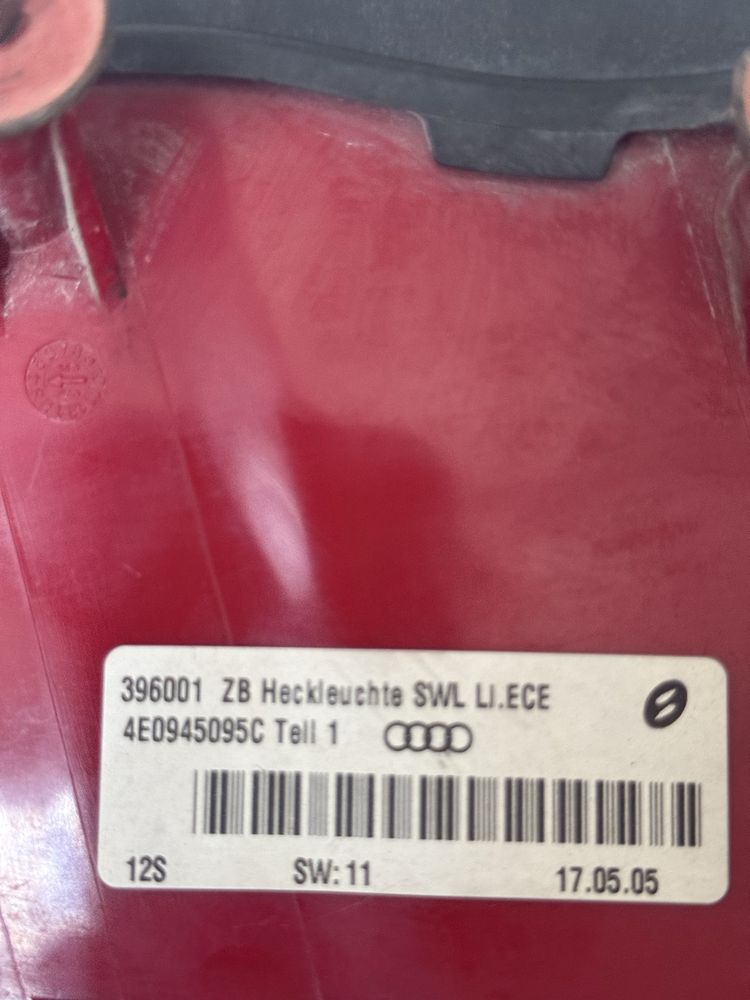 396001 ZB Heckleuchte SWL LI.ECE
4E0945095C Teil 1
12S SW: 11 17.05.05